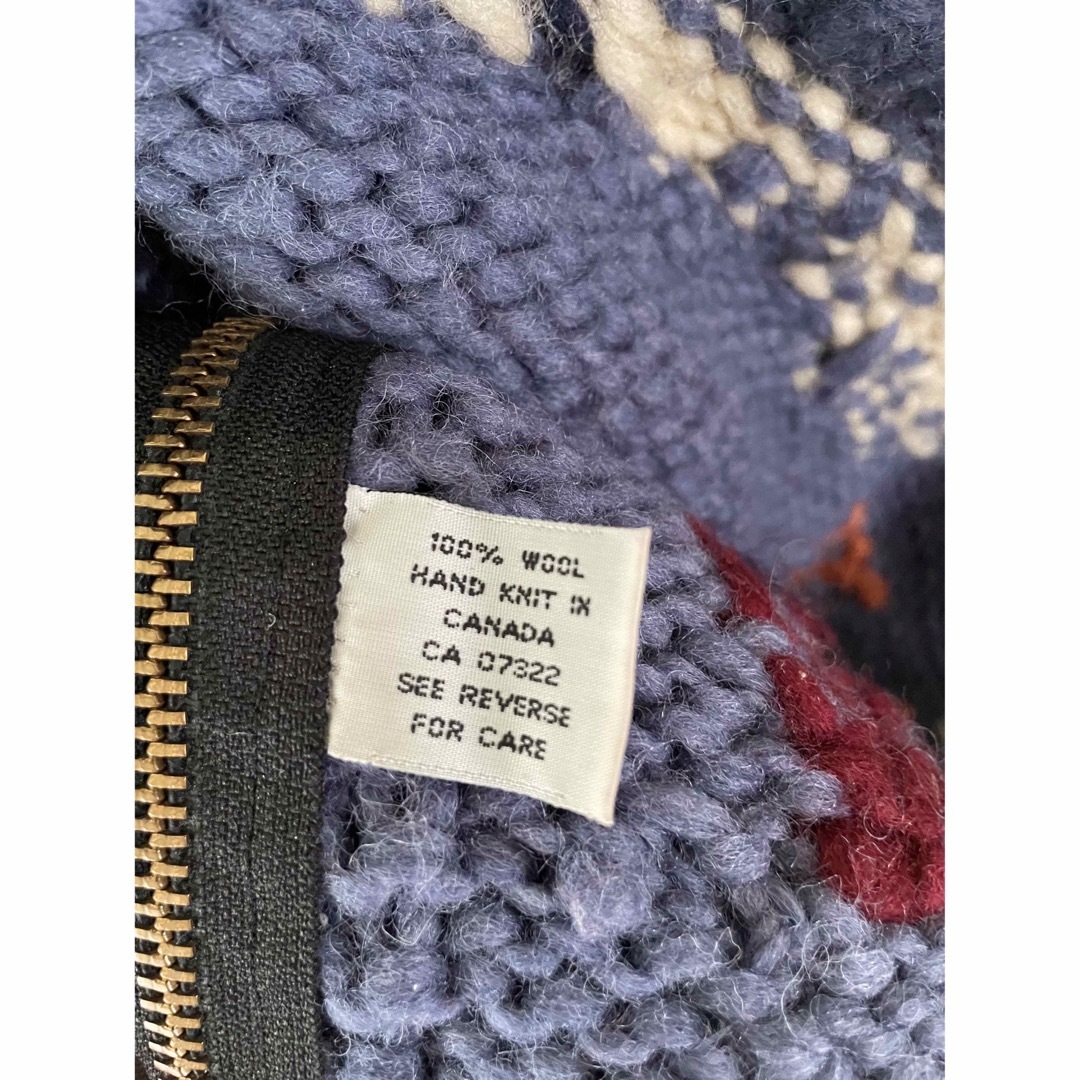 100% WOOL
HAND KNIT IN
CANADA
CA 07322
SEE REVERSE
FOR CARE